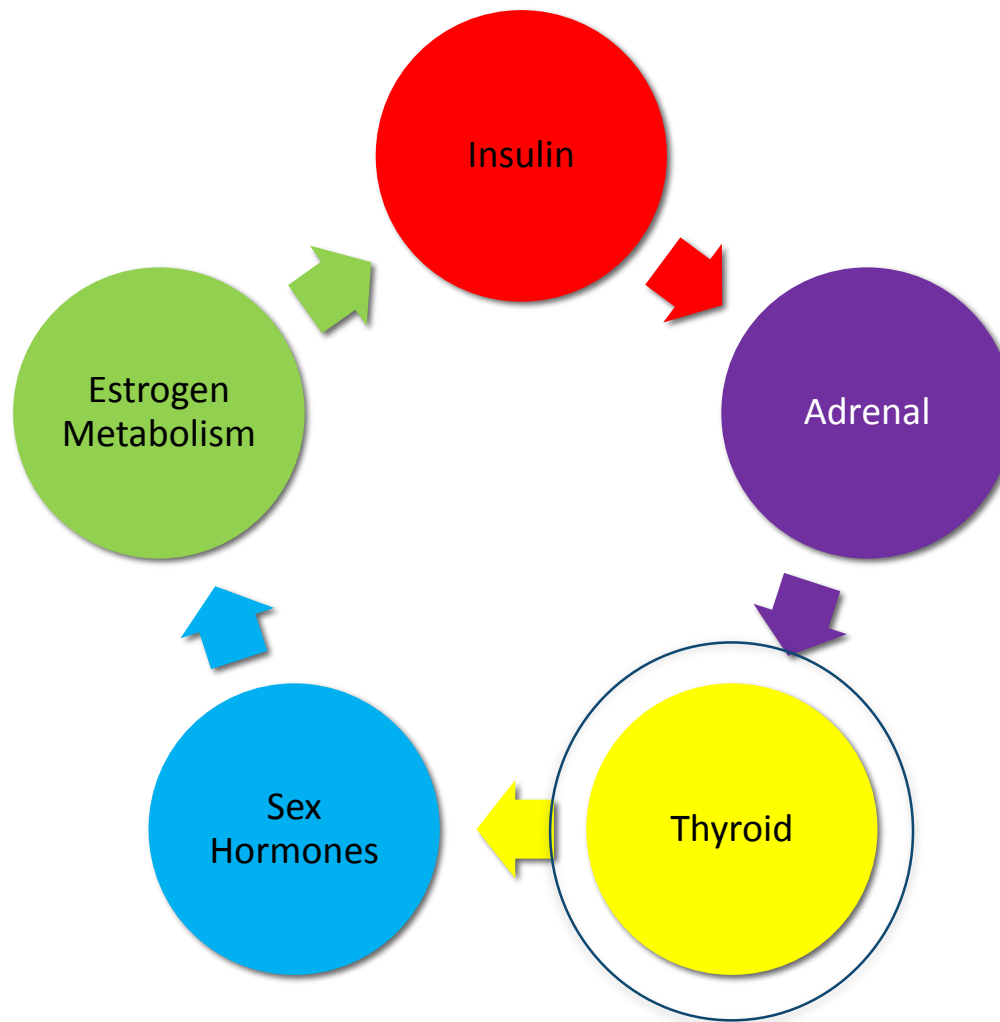 Insulin
Adrenal
Thyroid
Sex
Hormones
Estrogen
Metabolism